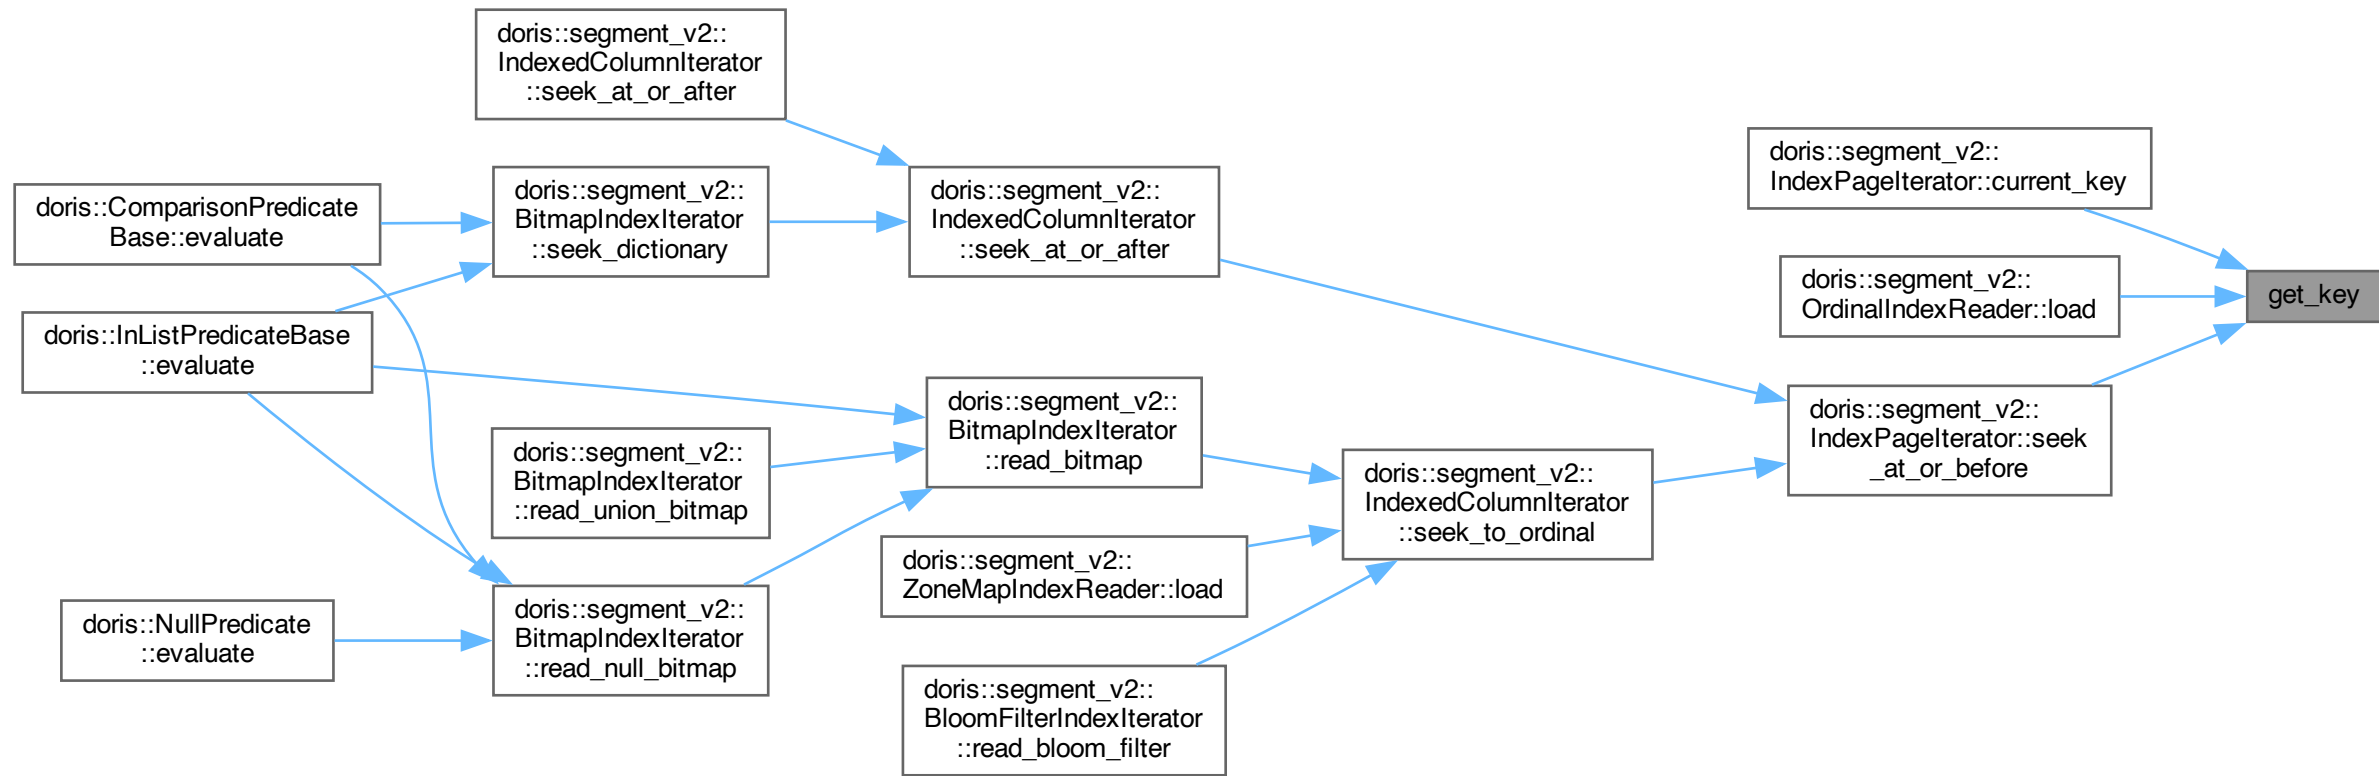 doris::segment_v2::
IndexedColumnIterator
::seek_at_or_after
doris::segment_v2::
IndexPageIterator::current_key
doris::ComparisonPredicate
Base::evaluate
doris::segment_v2::
BitmapIndexIterator
::seek_dictionary
doris::segment_v2::
IndexedColumnIterator
::seek_at_or_after
doris::segment_v2::
OrdinalIndexReader::load
get_key
doris::InListPredicateBase
::evaluate
doris::segment_v2::
BitmapIndexIterator
::read_bitmap
doris::segment_v2::
IndexPageIterator::seek
_at_or_before
doris::segment_v2::
BitmapIndexIterator
::read_union_bitmap
doris::segment_v2::
IndexedColumnIterator
::seek_to_ordinal
doris::segment_v2::
ZoneMapIndexReader::load
doris::NullPredicate
::evaluate
doris::segment_v2::
BitmapIndexIterator
::read_null_bitmap
doris::segment_v2::
BloomFilterIndexIterator
::read_bloom_filter